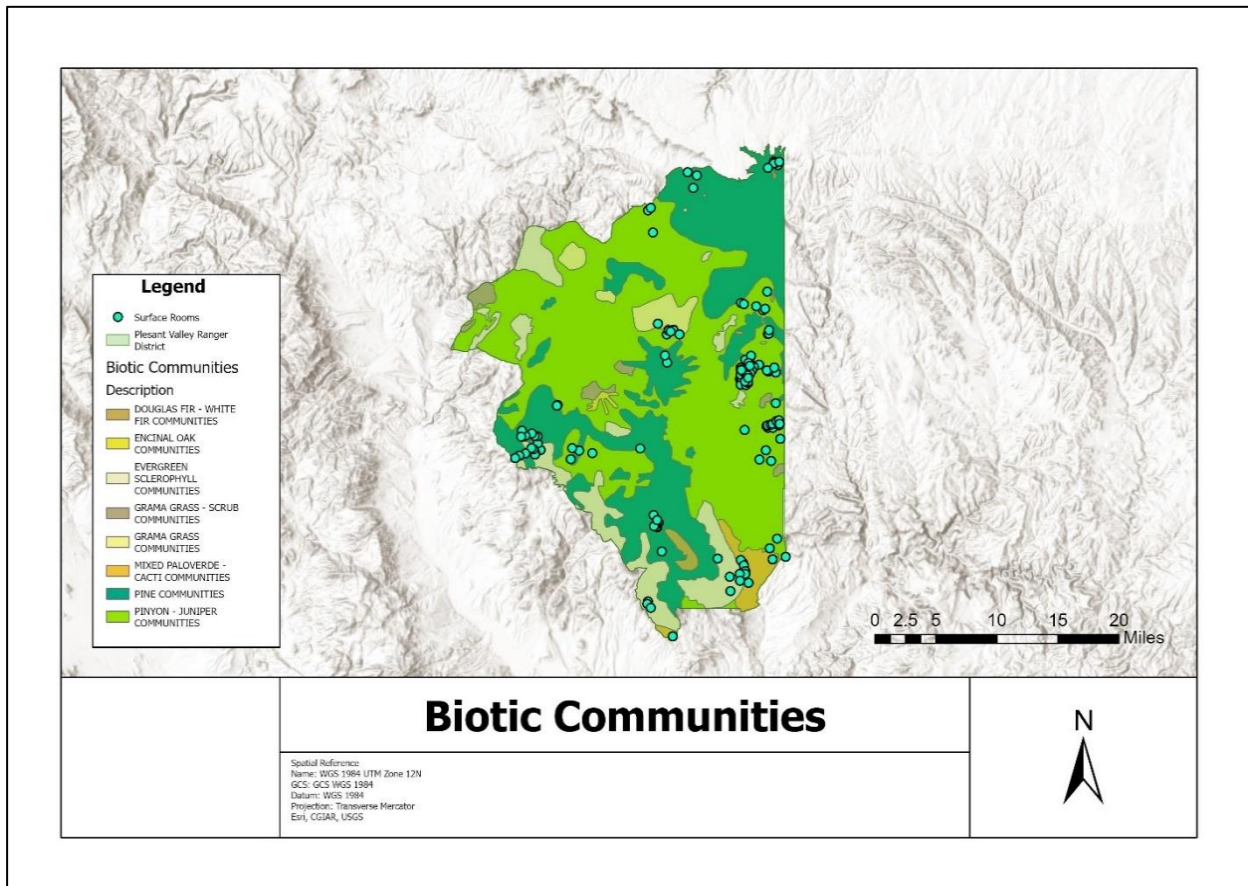 Legend
Surface Rooms
Plesant Valley Ranger
District
Biotic Communities
Description
DOUGLAS FIR - WHITE
FIR COMMUNITIES
ENCINAL OAK
COMMUNITIES
EVERGREEN
SCLEROPHYLL
COMMUNITIES
GRAMA GRASS - SCRUB
COMMUNITIES
GRAMA GRASS
COMMUNITIES
MIXED PALOVERDE -
CACTI COMMUNITIES
PINE COMMUNITIES
PINYON - JUNIPER
COMMUNITIES
0 2.5 5 10 15 20
Miles
Biotic Communities
Spatial Reference
Name: WGS 1984 UTM Zone 12N
GCS: GCS WGS 1984
Datum: WGS 1984
Projection: Transverse Mercator
Esri, CGIAR, USGS
N